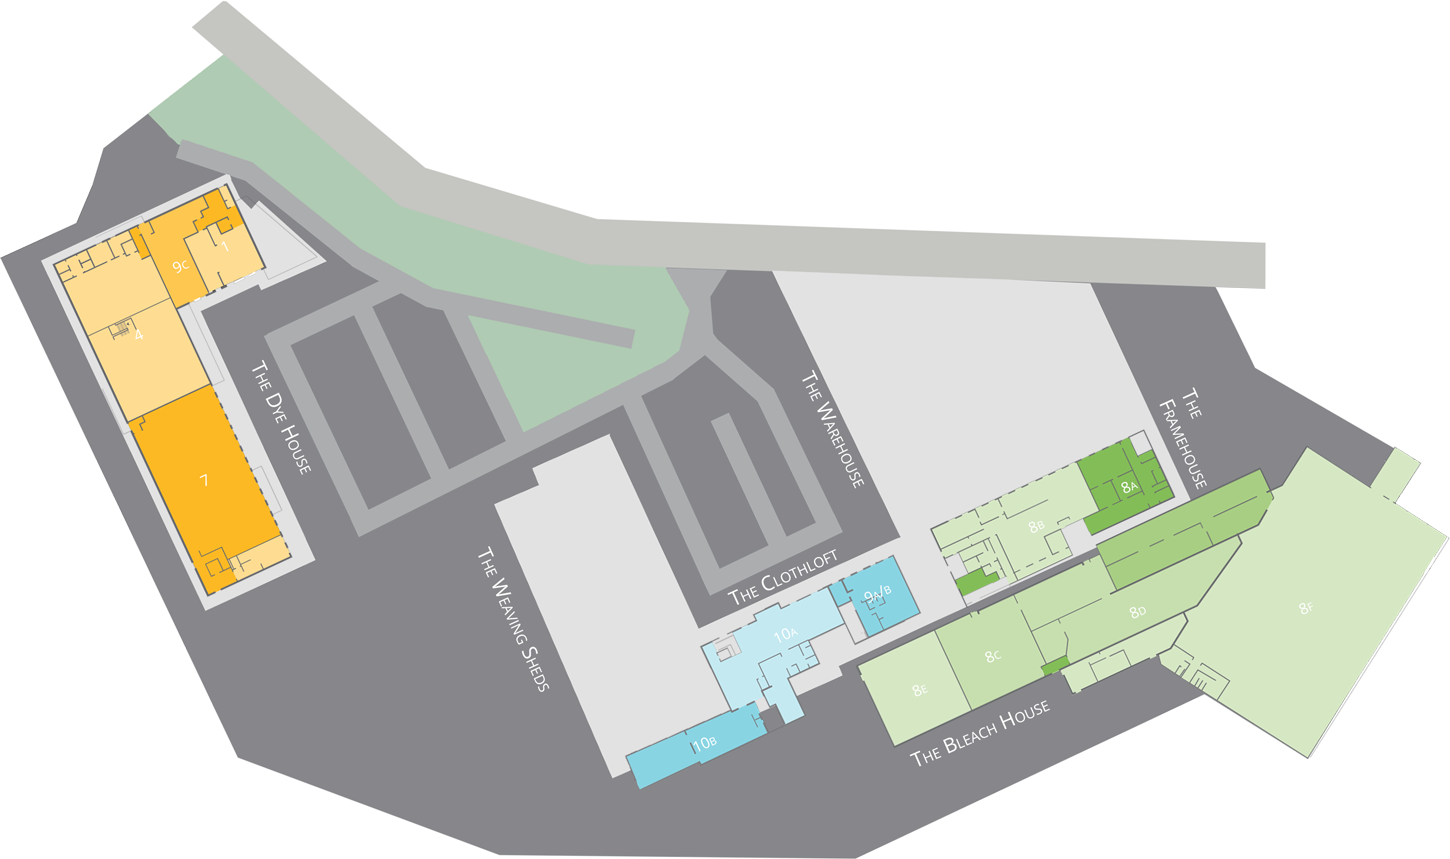 1
9C
4
7
THE DYE HOUSE
THE WAREHOUSE
THE
FRAMEHOUSE
8A
8B
THE CLOTHLOFT
9A/B
THE WEAVING SHEDS
10A
10B
8F
8D
8C
8E
THE BLEACH HOUSE